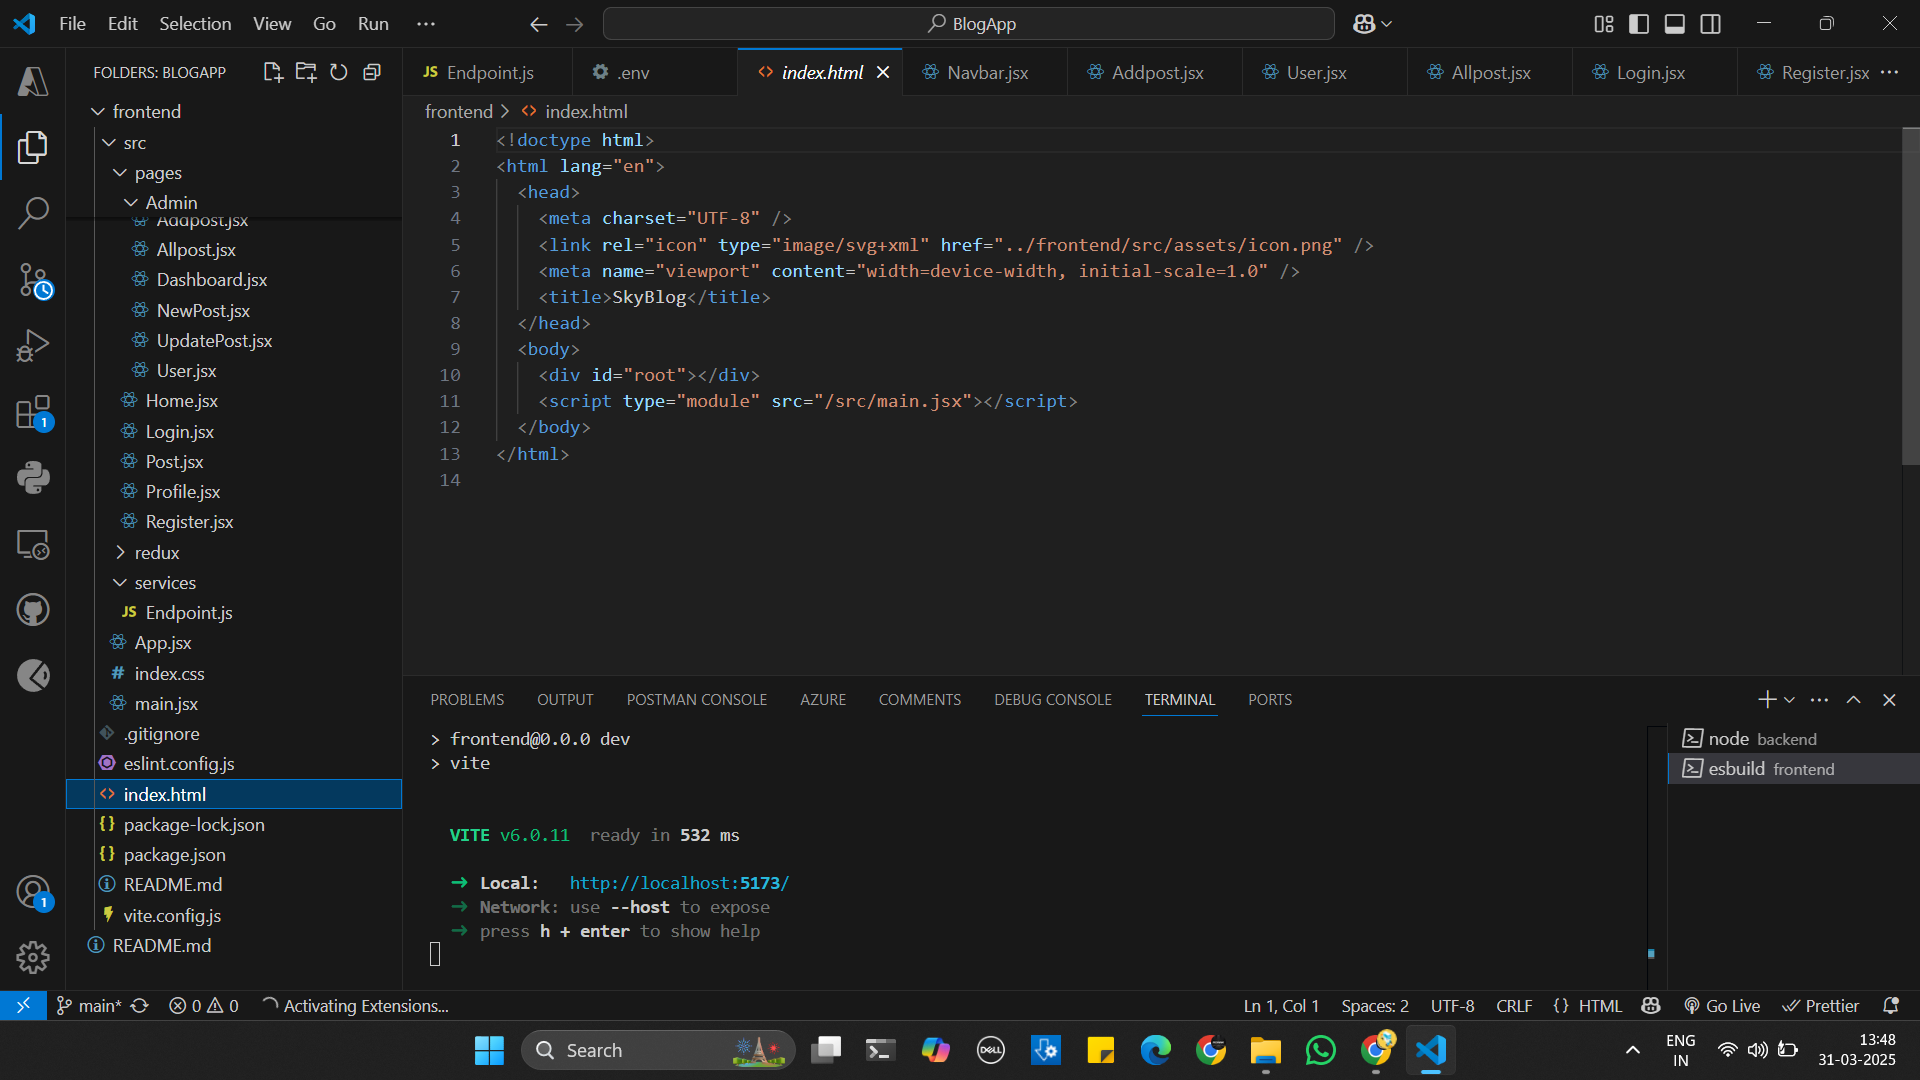 File Edit Selection View Go Run ···
BlogApp
FOLDERS: BLOGAPP
frontend
src
pages
Admin
Addpost.jsx
Allpost.jsx
Dashboard.jsx
NewPost.jsx
UpdatePost.jsx
User.jsx
Home.jsx
Login.jsx
Post.jsx
Profile.jsx
Register.jsx
redux
services
JS Endpoint.js
App.jsx
# index.css
main.jsx
.gitignore
eslint.config.js
<> index.html
{} package-lock.json
{} package.json
README.md
vite.config.js
README.md
JS Endpoint.js
.env
<> index.html
Navbar.jsx
Addpost.jsx
User.jsx
Allpost.jsx
Login.jsx
Register.jsx ···
frontend > <> index.html
1 <!doctype html>
2 <html lang="en">
3 <head>
4 <meta charset="UTF-8" />
5 <link rel="icon" type="image/svg+xml" href="../frontend/src/assets/icon.png" />
6 <meta name="viewport" content="width=device-width, initial-scale=1.0" />
7 <title>SkyBlog</title>
8 </head>
9 <body>
10 <div id="root"></div>
11 <script type="module" src="/src/main.jsx"></script>
12 </body>
13 </html>
14
PROBLEMS OUTPUT POSTMAN CONSOLE AZURE COMMENTS DEBUG CONSOLE TERMINAL PORTS
> frontend@0.0.0 dev
> vite
VITE v6.0.11 ready in 532 ms
➜ Local: http://localhost:5173/
➜ Network: use --host to expose
➜ press h + enter to show help
node backend
esbuild frontend
1
1
main* 0 0 Activating Extensions...
Ln 1, Col 1 Spaces: 2 UTF-8 CRLF {} HTML Go Live Prettier
Search
DELL
ENG
IN
13:48
31-03-2025